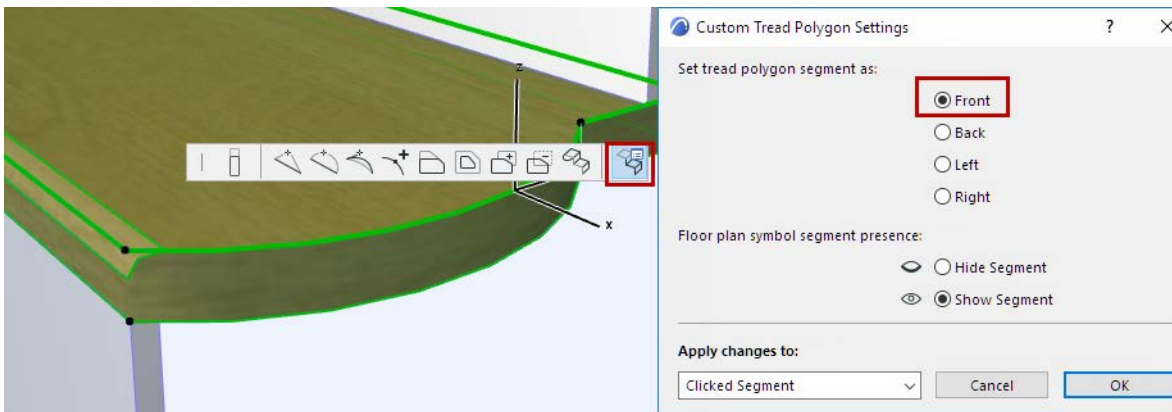 z
x
Custom Tread Polygon Settings
?
Set tread polygon segment as:
Front
Back
Left
Right
Floor plan symbol segment presence:
Hide Segment
Show Segment
Apply changes to:
Clicked Segment
Cancel
OK